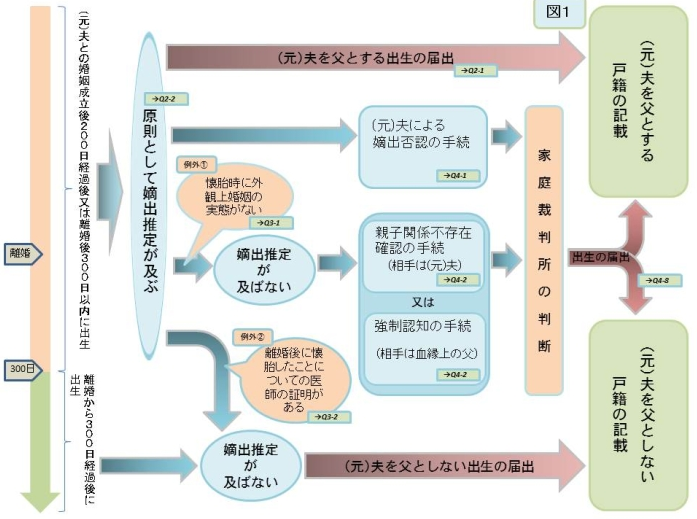 図1
(元)夫との婚姻成立後200日経過後又は離婚後300日以内に出生
離婚
300日
離婚から300日経過後に
出生
原則として嫡出推定が及ぶ
→Q2-2
(元)夫を父とする出生の届出
→Q2-1
(元)夫による
嫡出否認の手続
→Q4-1
例外①
懐胎時に外
観上婚姻の
実態がない
→Q3-1
嫡出推定
が
及ばない
親子関係不存在
確認の手続
(相手は(元)夫)
→Q4-2
又は
強制認知の手続
(相手は血縁上の父)
→Q4-2
例外②
離婚後に懐
胎したことに
ついての医
師の証明が
ある
→Q3-2
嫡出推定
が
及ばない
(元)夫を父としない出生の届出
家庭裁判所の判断
出生の届出
→Q4-8
(元)夫を父とする
戸籍の記載
(元)夫を父としない
戸籍の記載